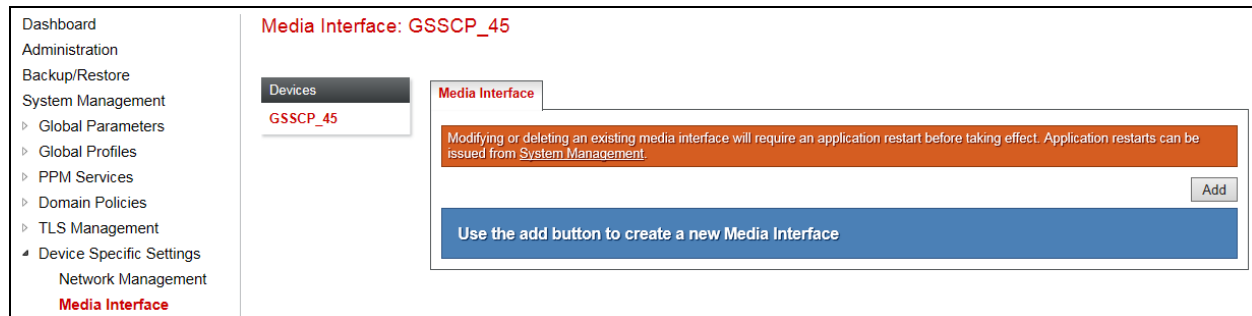 Dashboard
Administration
Backup/Restore
System Management
Global Parameters
Global Profiles
PPM Services
Domain Policies
TLS Management
Device Specific Settings
Network Management
Media Interface
Media Interface: GSSCP_45
Devices
GSSCP_45
Media Interface
Modifying or deleting an existing media interface will require an application restart before taking effect. Application restarts can be
issued from System Management.
Add
Use the add button to create a new Media Interface